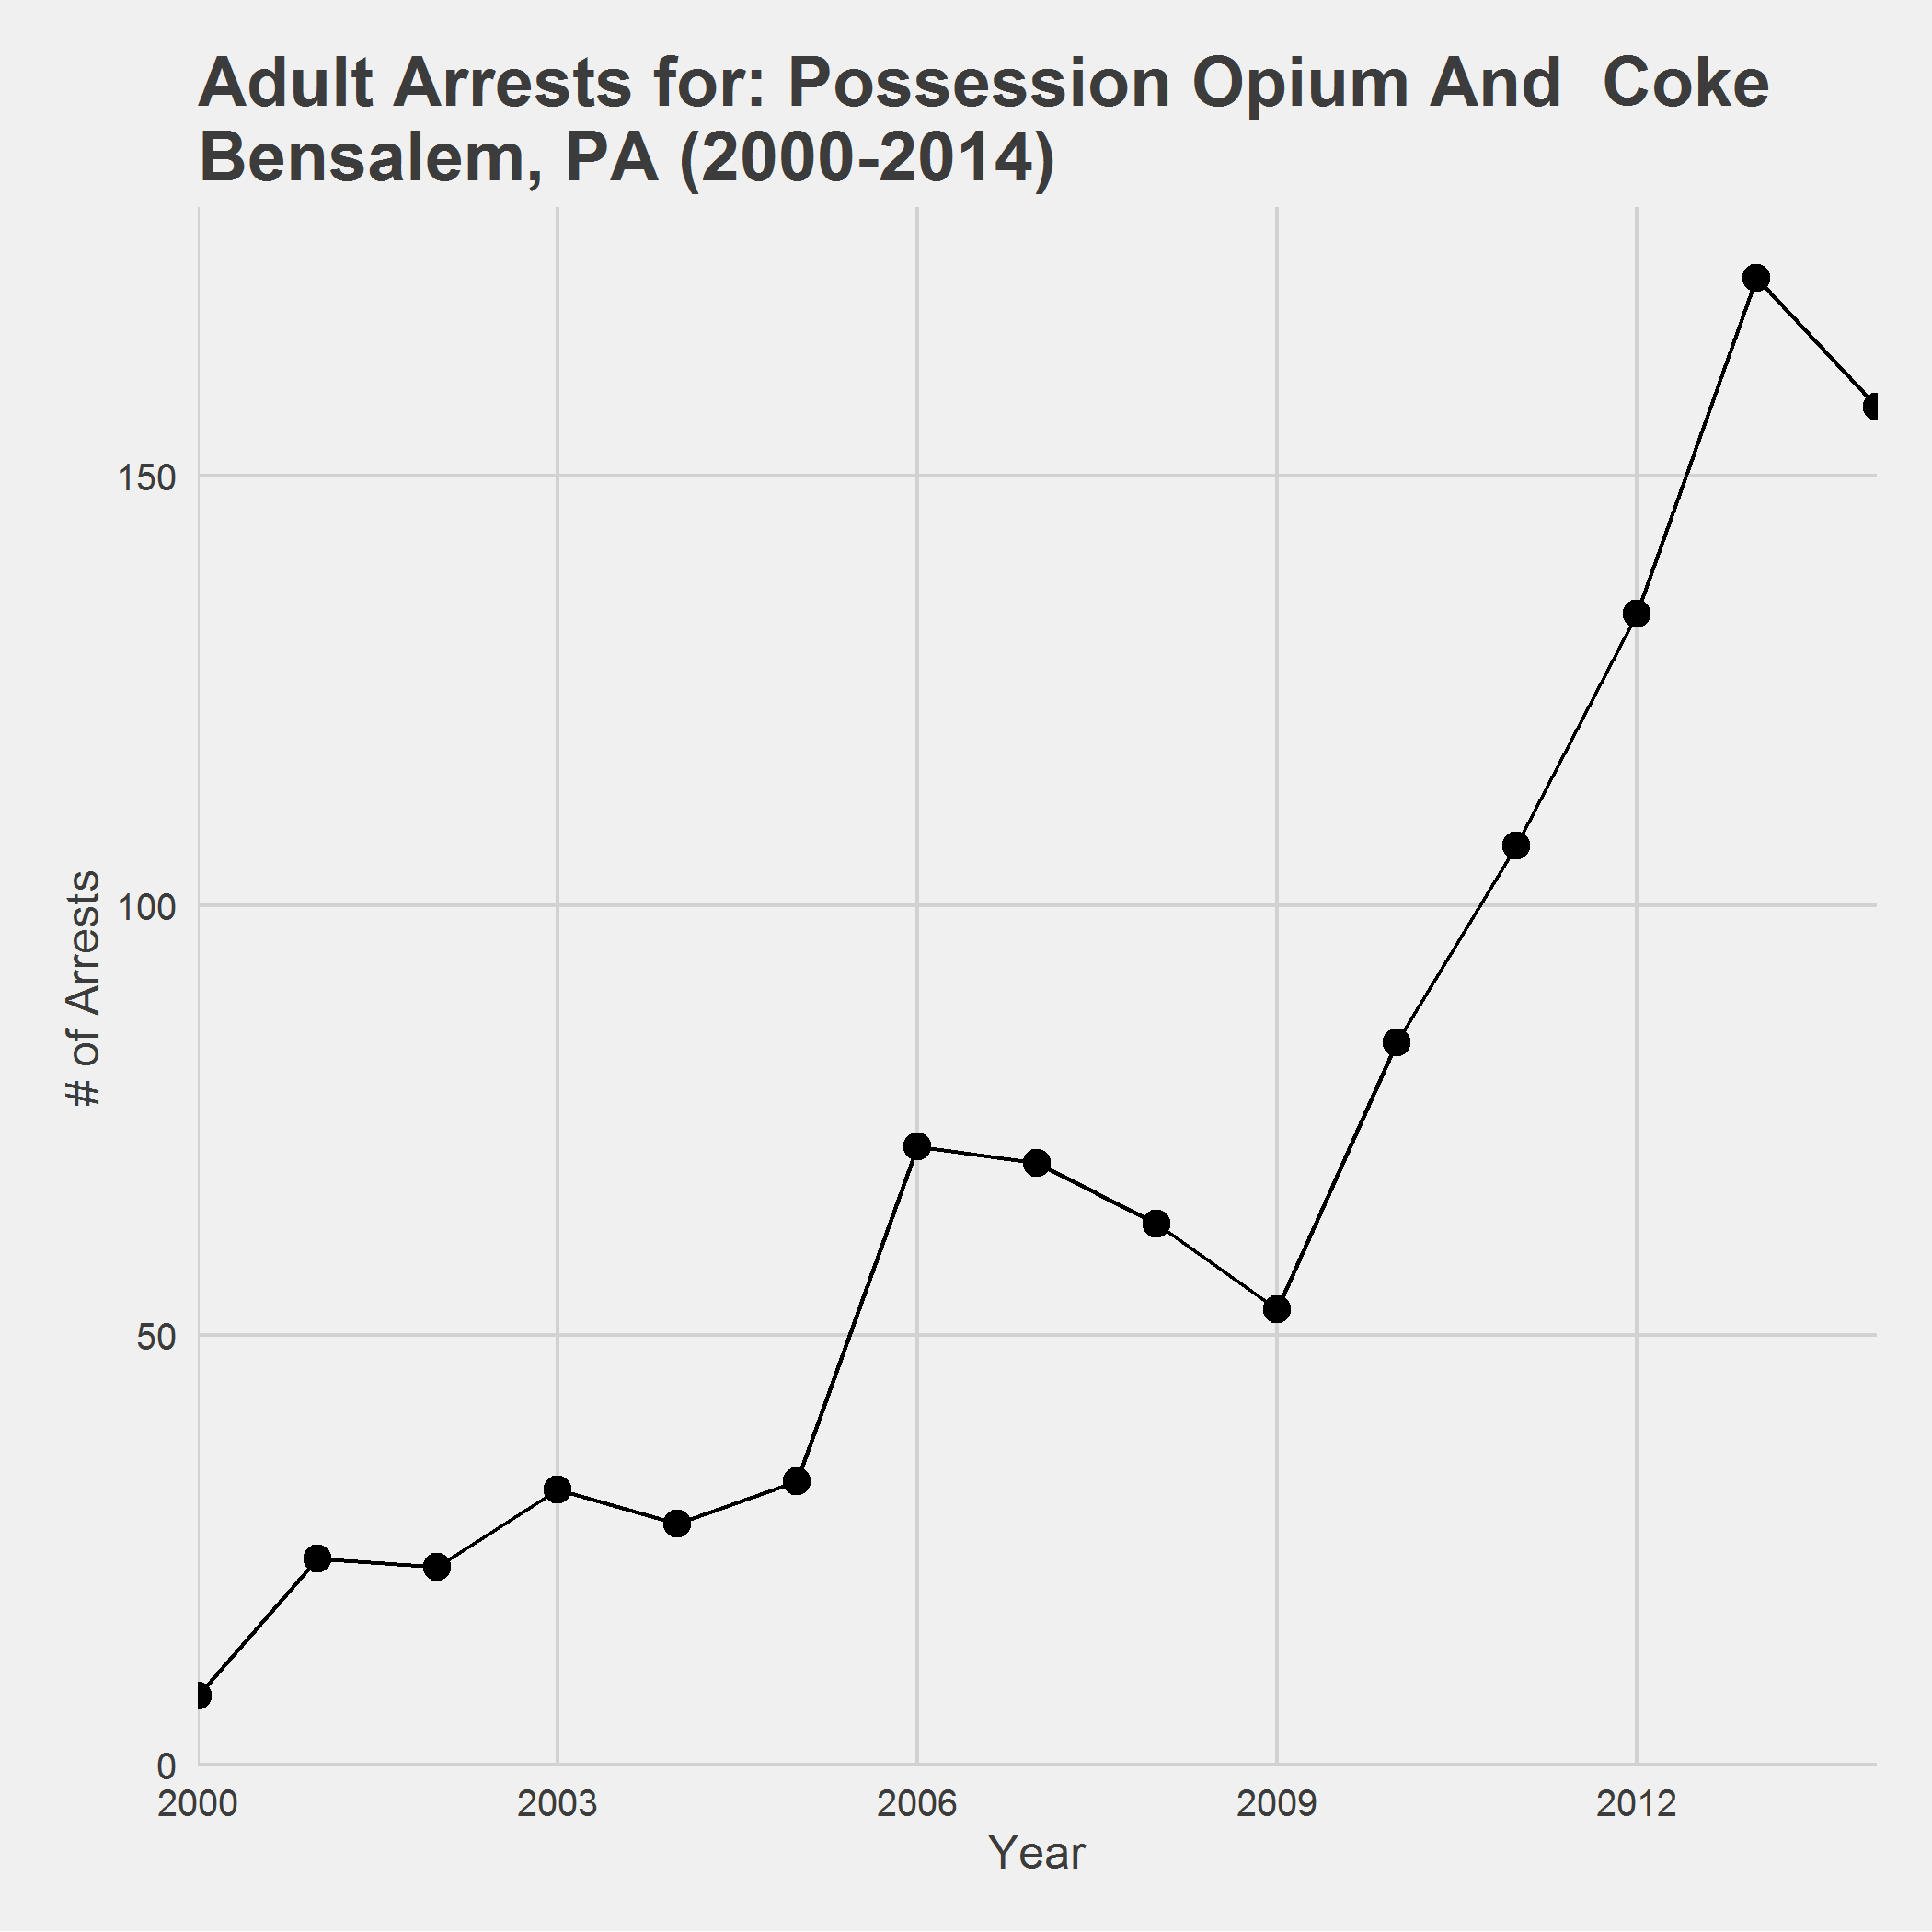 Adult Arrests for: Possession Opium And  Coke
Bensalem, PA (2000-2014)
150
100
50
0
# of Arrests
2000 2003 2006 2009 2012
Year